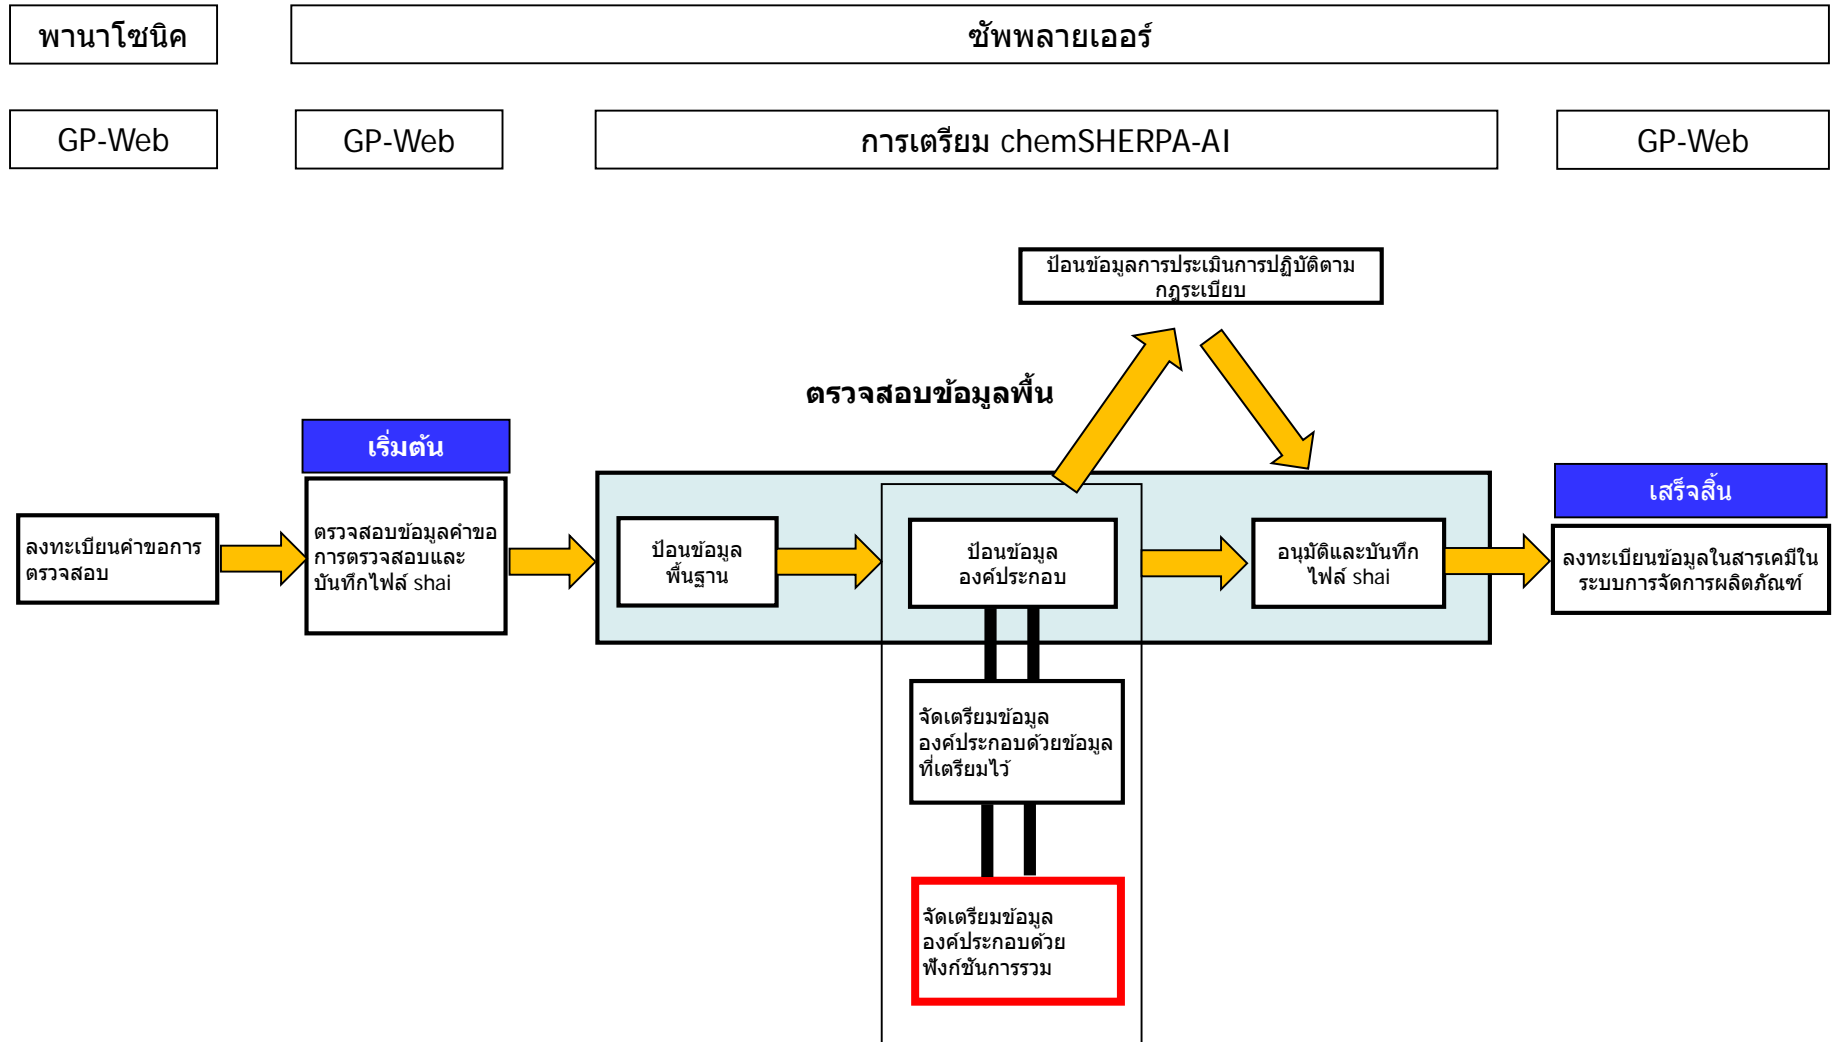 พานาโซนิค
ซัพพลายเออร์
GP-Web
GP-Web
การเตรียม chemSHERPA-AI
GP-Web
ป้อนข้อมูลการประเมินการปฏิบัติตาม
กฎระเบียบ
ตรวจสอบข้อมูลพื้น
เริ่มต้น
เสร็จสิ้น
ลงทะเบียนคำขอการ
ตรวจสอบ
ตรวจสอบข้อมูลคำขอ
การตรวจสอบและ
บันทึกไฟล์ shai
ป้อนข้อมูล
พื้นฐาน
ป้อนข้อมูล
องค์ประกอบ
อนุมัติและบันทึก
ไฟล์ shai
ลงทะเบียนข้อมูลในสารเคมีใน
ระบบการจัดการผลิตภัณฑ์
จัดเตรียมข้อมูล
องค์ประกอบด้วยข้อมูล
ที่เตรียมไว้
จัดเตรียมข้อมูล
องค์ประกอบด้วย
ฟังก์ชันการรวม